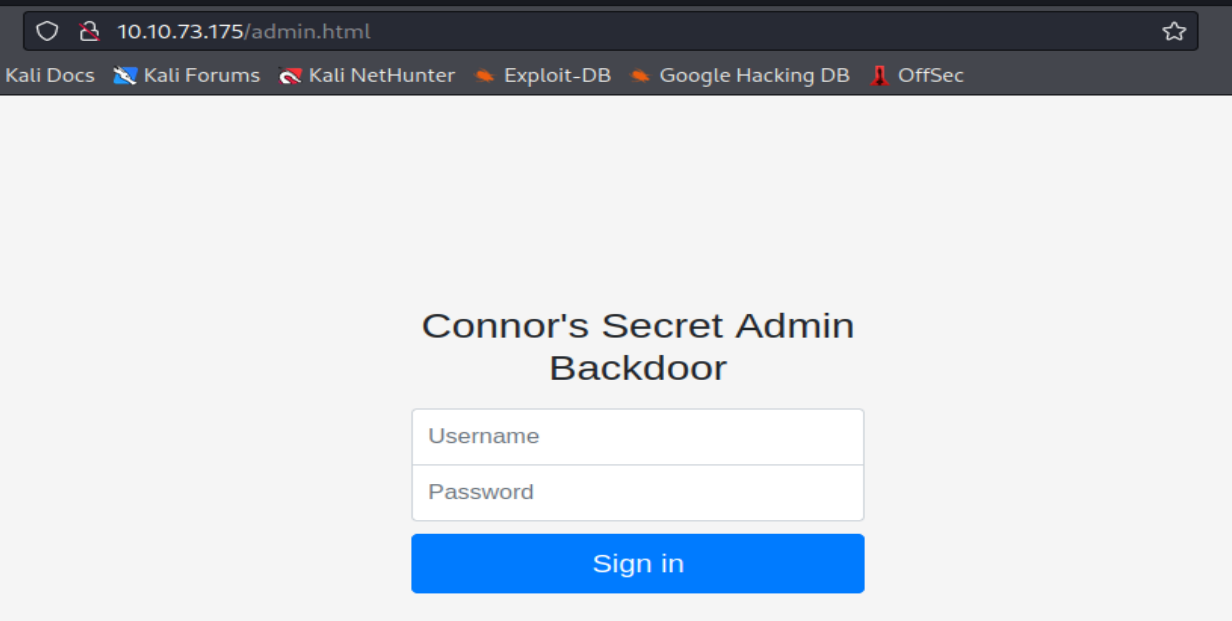 10.10.73.175/admin.html
Kali Docs Kali Forums Kali NetHunter Exploit-DB Google Hacking DB OffSec
Connor's Secret Admin
Backdoor
Username
Password
Sign in